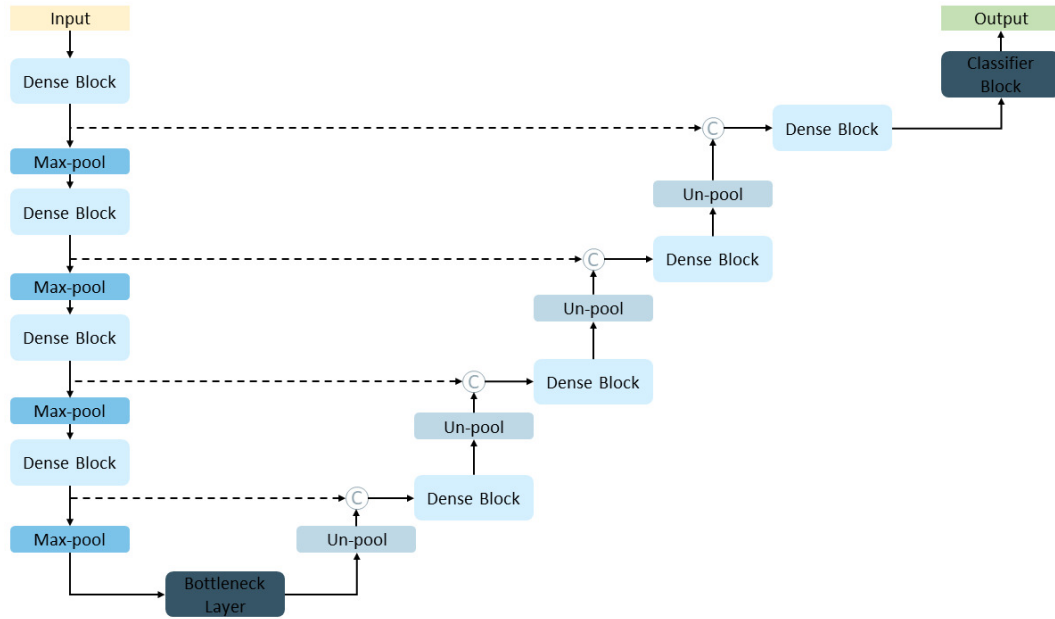 Input
Output
Dense Block
Classifier
Block
C
Dense Block
Max-pool
Un-pool
Dense Block
C
Dense Block
Max-pool
Un-pool
Dense Block
C
Dense Block
Max-pool
Un-pool
Dense Block
C
Dense Block
Max-pool
Un-pool
Bottleneck
Layer